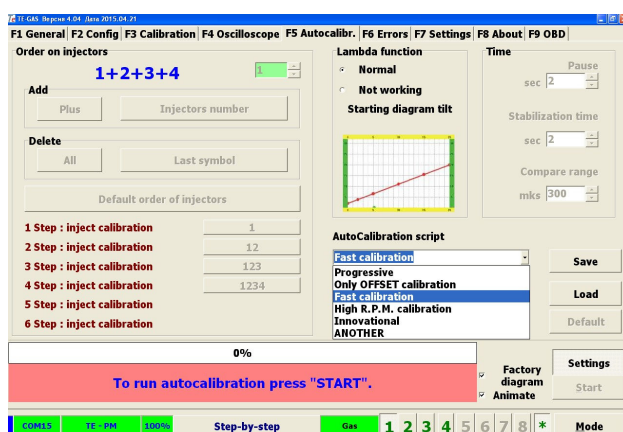 TE-GAS Версия 4.04 Дата 2015.04.21
F1 General F2 Config F3 Calibration F4 Oscilloscope F5 Autocalibr. F6 Errors F7 Settings F8 About F9 OBD
Order on injectors
1+2+3+4
1
Add
Plus
Injectors number
Delete
All
Last symbol
Default order of injectors
1 Step : inject calibration 1
2 Step : inject calibration 12
3 Step : inject calibration 123
4 Step : inject calibration 1234
5 Step : inject calibration
6 Step : inject calibration
Lambda function
Normal
Not working
Starting diagram tilt
AutoCalibration script
Fast calibration
Progressive
Only OFFSET calibration
Fast calibration
High R.P.M. calibration
Innovational
ANOTHER
Time
Pause
sec 2
Stabilization time
sec 2
Compare range
mks 300
Save
Load
Default
0%
To run autocalibration press "START".
Factory
diagram
Animate
Settings
Start
COM15 TE - PM 100% Step-by-step Gas 1 2 3 4 5 6 7 8 * Mode